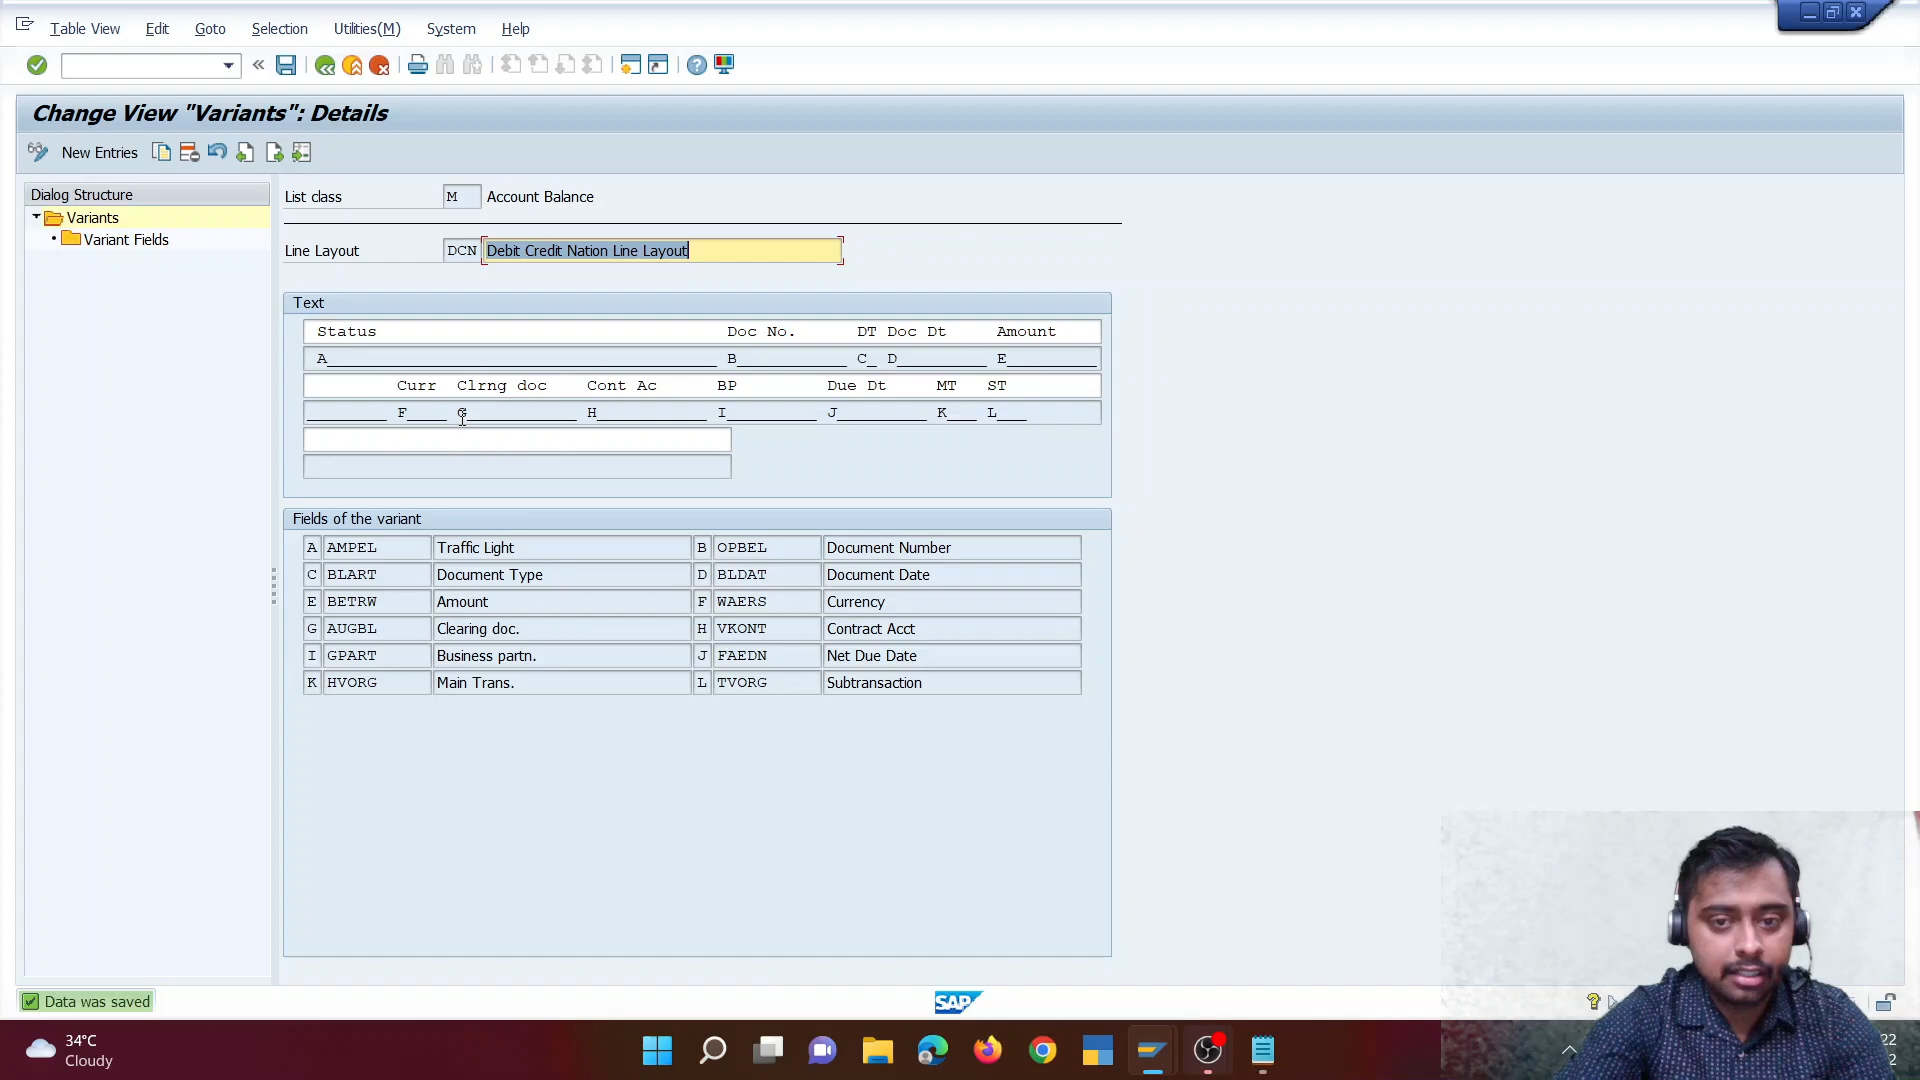 Table View Edit Goto Selection Utilities(M) System Help
Change View "Variants": Details
New Entries
Dialog Structure
Variants
Variant Fields
List class M Account Balance
Line Layout DCN Debit Credit Nation Line Layout
Text
Status Doc No. DT Doc Dt Amount
A B C D E
Curr Clrng doc Cont Ac BP Due Dt MT ST
F G H I J K L
Fields of the variant
A AMPEL Traffic Light B OPBEL Document Number
C BLART Document Type D BLDAT Document Date
E BETRW Amount F WAERS Currency
G AUGBL Clearing doc. H VKONT Contract Acct
I GPART Business partn. J FAEDN Net Due Date
K HVORG Main Trans. L TVORG Subtransaction
Data was saved
SAP
34°C
Cloudy
22
2